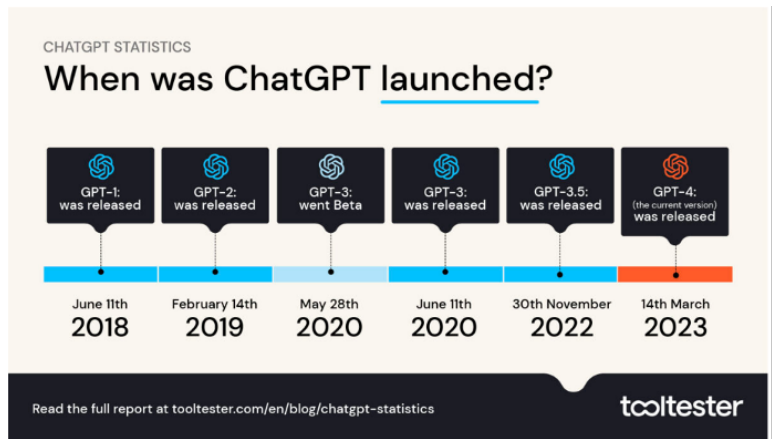 CHATGPT STATISTICS
When was ChatGPT launched?
GPT-1:
was released
GPT-2:
was released
GPT-3:
went Beta
GPT-3:
was released
GPT-3.5:
was released
GPT-4:
(the current version)
was released
June 11th
2018
February 14th
2019
May 28th
2020
June 11th
2020
30th November
2022
14th March
2023
Read the full report at tooltester.com/en/blog/chatgpt-statistics
tooltester